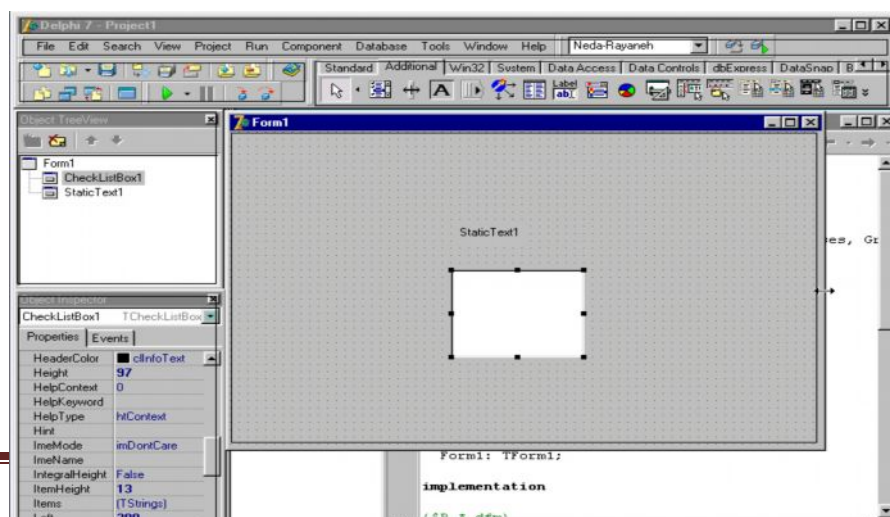 Delphi 7 - Project1
File Edit Search View Project Run Component Database Tools Window Help Neda-Rayaneh
Standard Additional Win32 System Data Access Data Controls dbExpress DataSnap B
Object TreeView
Form1
Form1
CheckListBox1
StaticText1
StaticText1
es, Gr
Object Inspector
CheckListBox1 TCheckListBox
Properties Events
HeaderColor clInfoText
Height 97
HelpContext 0
HelpKeyword
HelpType htContext
Hint
ImeMode imDontCare
ImeName
IntegralHeight False
ItemHeight 13
Items (TStrings)
Form1: TForm1;
implementation